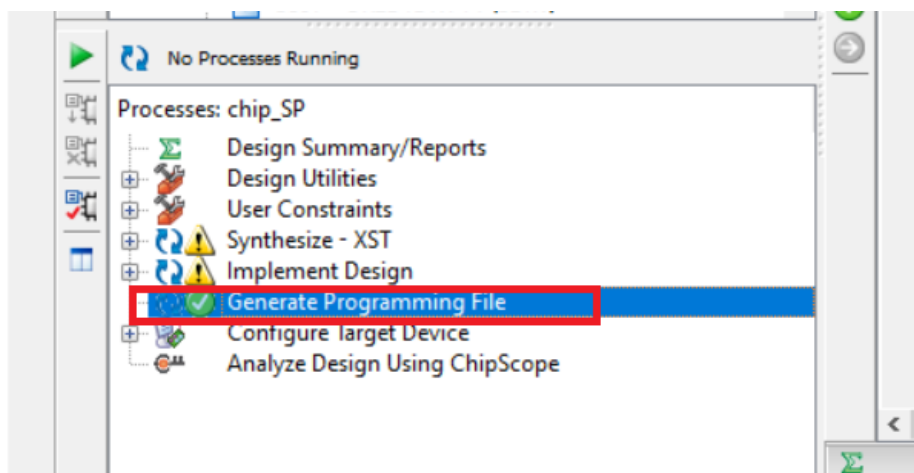 No Processes Running
Processes: chip_SP
Design Summary/Reports
Design Utilities
User Constraints
Synthesize - XST
Implement Design
Generate Programming File
Configure Target Device
Analyze Design Using ChipScope